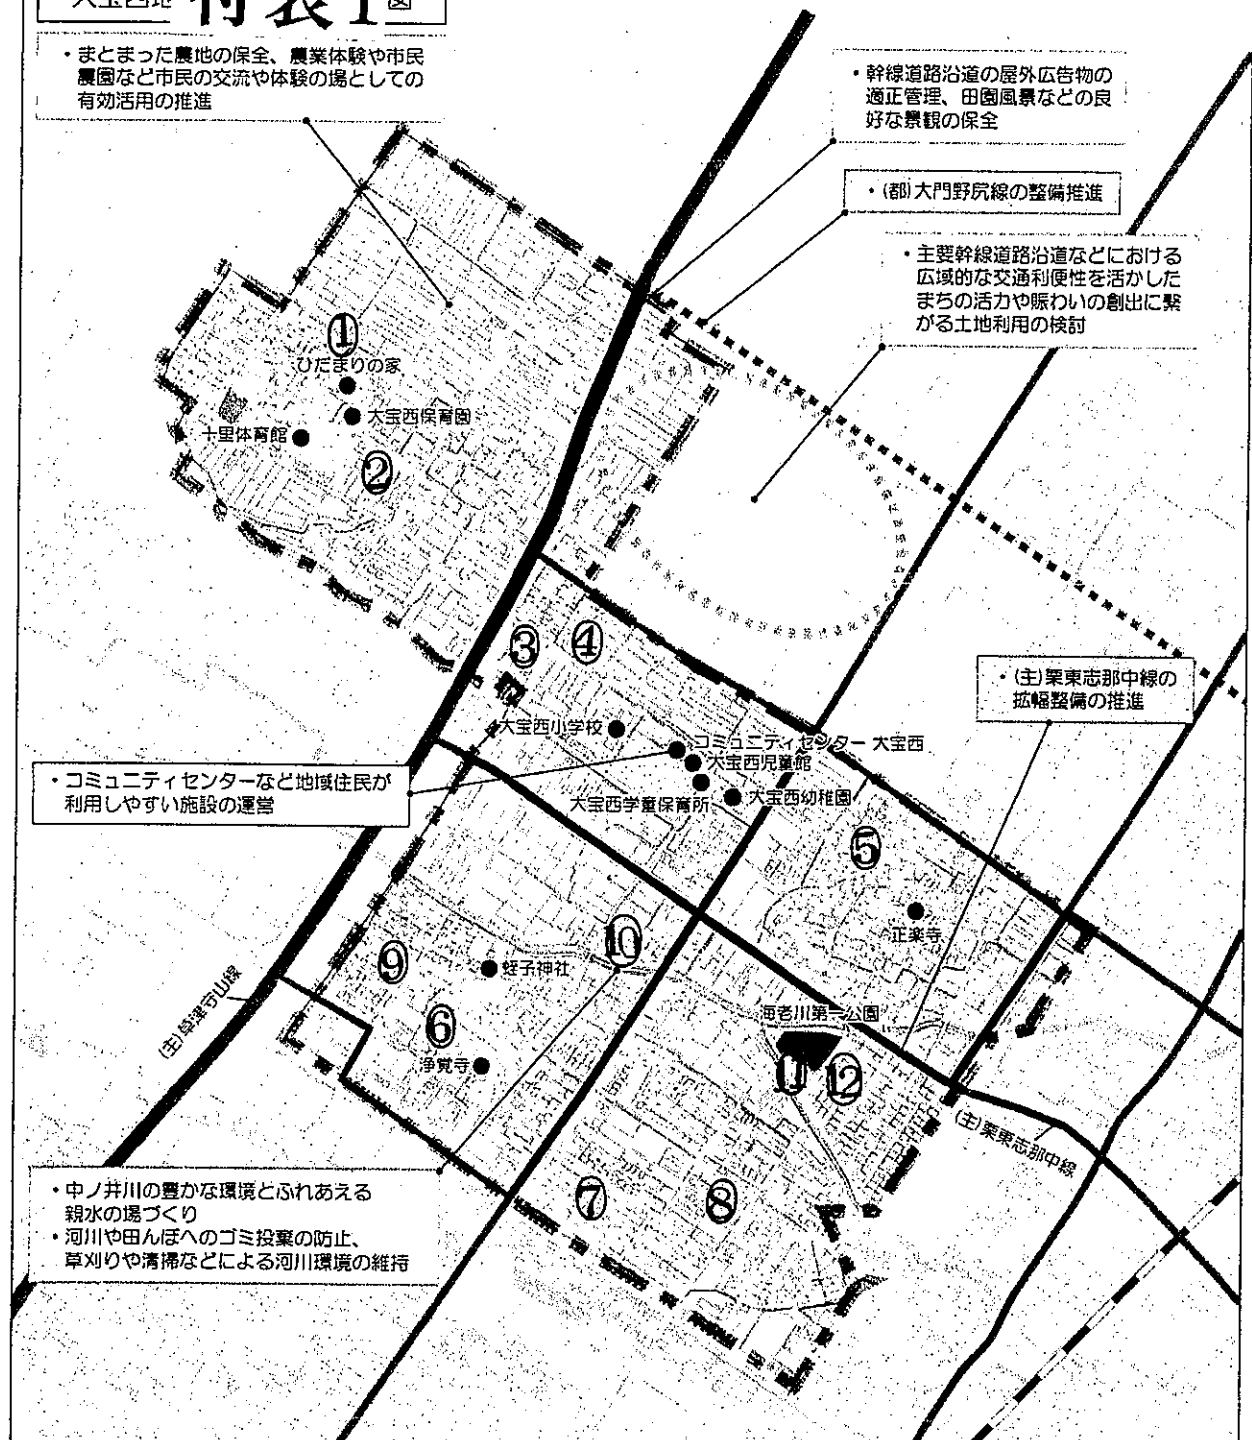 大宝西地
付表1
図
・まとまった農地の保全、農業体験や市民
農園など市民の交流や体験の場としての
有効活用の推進
・幹線道路沿道の屋外広告物の
適正管理、田園風景などの良
好な景観の保全
・(都)大門野尻線の整備推進
・主要幹線道路沿道などにおける
広域的な交通利便性を活かした
まちの活力や賑わいの創出に繋
がる土地利用の検討
①
ひだまりの家
大宝西保育園
十里体育館
②
③
④
・(主)栗東志那中線の
拡幅整備の推進
大宝西小学校
コミュニティセンター 大宝西
大宝西児童館
大宝西学童保育所
大宝西幼稚園
・コミュニティセンターなど地域住民が
利用しやすい施設の運営
⑤
正楽寺
⑩
⑨
蛭子神社
(主)草津守山線
⑥
浄覚寺
海老川第一公園
⑪
⑫
(主)栗東志那中線
・中ノ井川の豊かな環境とふれあえる
親水の場づくり
・河川や田んぼへのゴミ投棄の防止、
草刈りや清掃などによる河川環境の維持
⑦
⑧